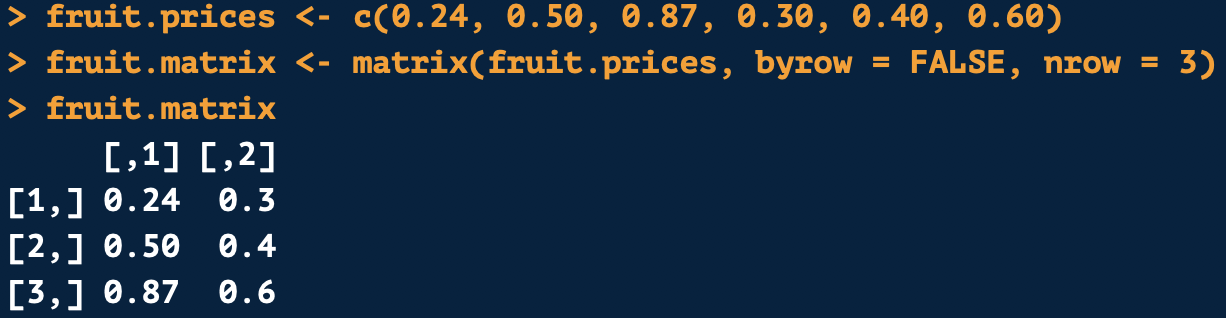 > fruit.prices <- c(0.24, 0.50, 0.87, 0.30, 0.40, 0.60)
> fruit.matrix <- matrix(fruit.prices, byrow = FALSE, nrow = 3)
> fruit.matrix
     [,1] [,2]
[1,] 0.24  0.3
[2,] 0.50  0.4
[3,] 0.87  0.6